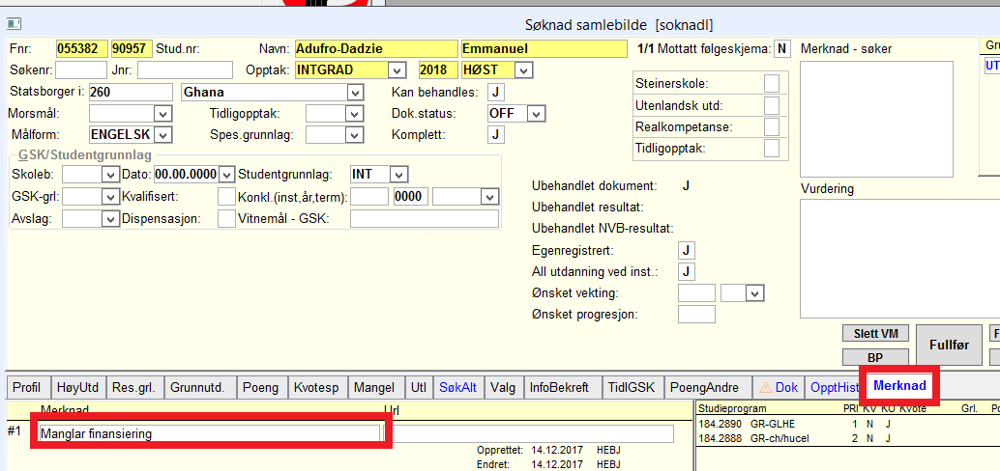 Søknad samlebilde [soknadl]
Fnr: 055382 90957 Stud.nr: Navn: Adufro-Dadzie Emmanuel 1/1 Mottatt følgeskjema: N Merknad - søker
Søkenr: Jnr: Opptak: INTGRAD 2018 HØST
Statsborger i: 260 Ghana Kan behandles: J Steinerskole:
Morsmål: Tidligopptak: Dok.status: OFF Utenlandsk utd:
Målform: ENGELSK Spes.grunnlag: Komplett: J Realkompetanse:
Tidligopptak:
GSK/Studentgrunnlag
Skoleb: Dato: 00.00.0000 Studentgrunnlag: INT
GSK-grl: Kvalifisert: Konkl.(inst,år,term): 0000
Avslag: Dispensasjon: Vitnemål - GSK:
Ubehandlet dokument: J Vurdering
Ubehandlet resultat:
Ubehandlet NVB-resultat:
Egenregistrert: J
All utdanning ved inst.: J
Ønsket vekting:
Ønsket progresjon:
Slett VM Fullfør
BP
Profil HøyUtd Res.grl. Grunnutd. Poeng Kvotesp Mangel Utl SøkAlt Valg InfoBekreft TidlGSK PoengAndre Dok OpptHist Merknad
Merknad Url
#1 Manglar finansiering
Opprettet: 14.12.2017 HEBJ
Endret: 14.12.2017 HEBJ
Studieprogram PRI KV KO Kvote Grl.
184.2890 GR-GLHE 1 N J
184.2888 GR-ch/hucel 2 N J